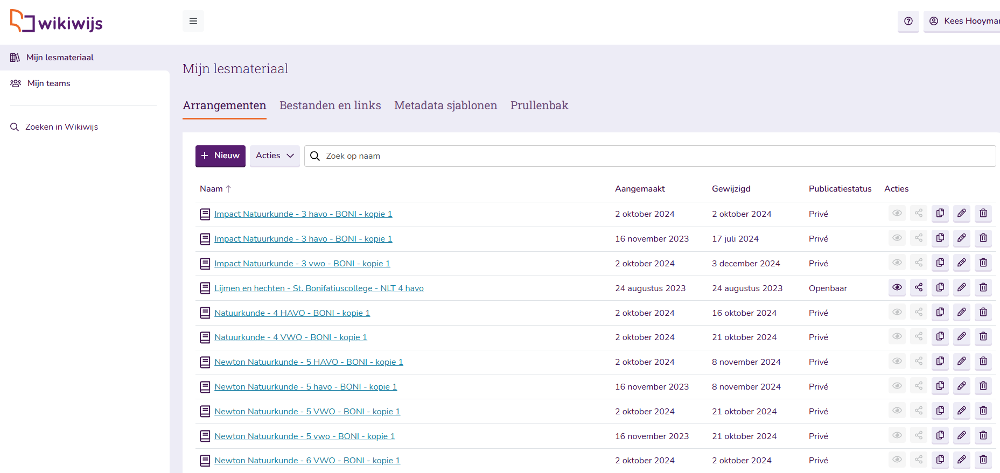 wikiwijs
Kees Hooyman
Mijn lesmateriaal
Mijn teams
Zoeken in Wikiwijs
Mijn lesmateriaal
Arrangementen Bestanden en links Metadata sjablonen Prullenbak
Nieuw Acties Zoek op naam
Naam Aangemaakt Gewijzigd Publicatiestatus Acties
Impact Natuurkunde - 3 havo - BONI - kopie 1 2 oktober 2024 2 oktober 2024 Privé
Impact Natuurkunde - 3 havo - BONI - kopie 1 16 november 2023 17 juli 2024 Privé
Impact Natuurkunde - 3 vwo - BONI - kopie 1 2 oktober 2024 3 december 2024 Privé
Lijmen en hechten - St. Bonifatiuscollege - NLT 4 havo 24 augustus 2023 24 augustus 2023 Openbaar
Natuurkunde - 4 HAVO - BONI - kopie 1 2 oktober 2024 16 oktober 2024 Privé
Natuurkunde - 4 VWO - BONI - kopie 1 2 oktober 2024 21 oktober 2024 Privé
Newton Natuurkunde - 5 HAVO - BONI - kopie 1 2 oktober 2024 8 november 2024 Privé
Newton Natuurkunde - 5 havo - BONI - kopie 1 16 november 2023 8 november 2024 Privé
Newton Natuurkunde - 5 VWO - BONI - kopie 1 2 oktober 2024 21 oktober 2024 Privé
Newton Natuurkunde - 5 vwo - BONI - kopie 1 16 november 2023 21 oktober 2024 Privé
Newton Natuurkunde - 6 VWO - BONI - kopie 1 2 oktober 2024 2 oktober 2024 Privé